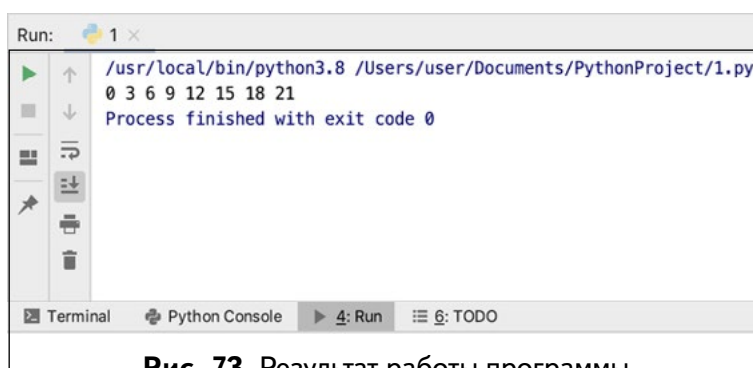 Run: 1
/usr/local/bin/python3.8 /Users/user/Documents/PythonProject/1.py
0 3 6 9 12 15 18 21
Process finished with exit code 0
Terminal Python Console 4: Run 6: TODO
Рис. 73. Результат работы программы